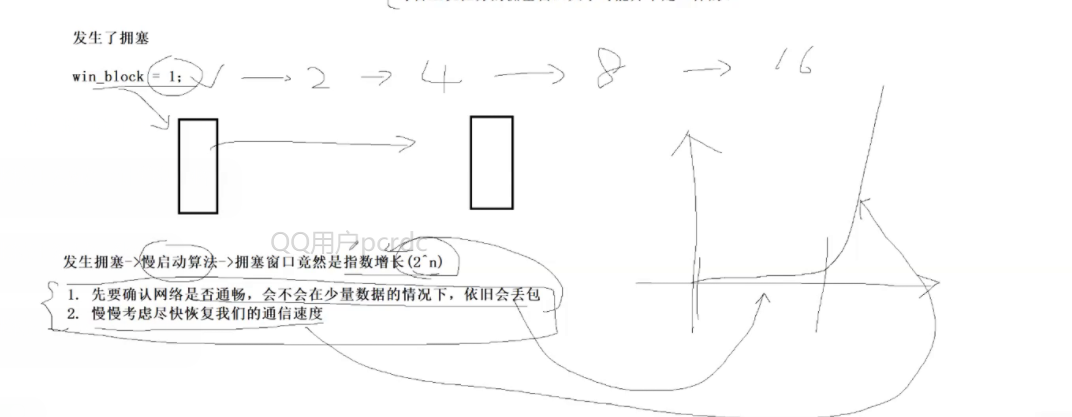 发生了拥塞
win_block = 1; → 2 → 4 → 8 → 16
QQ用户pcrdc
发生拥塞->慢启动算法->拥塞窗口竟然是指数增长(2^n)
1. 先要确认网络是否通畅,会不会在少量数据的情况下,依旧会丢包
2. 慢慢考虑尽快恢复我们的通信速度